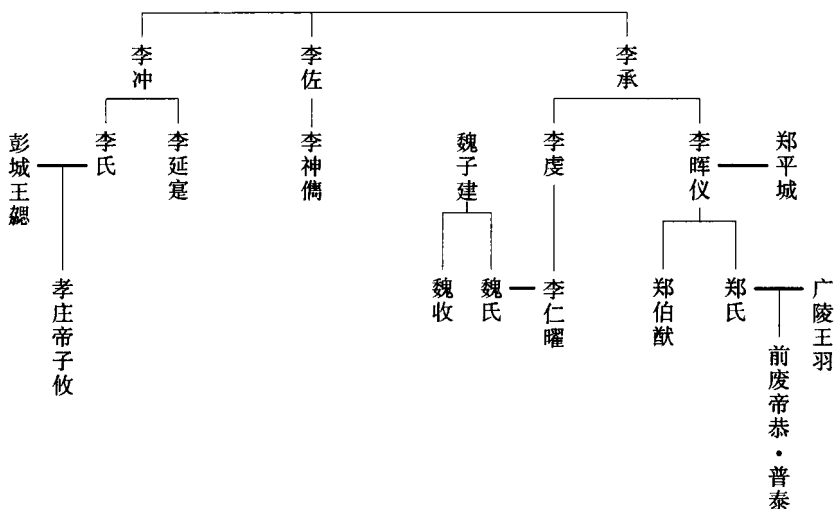 李冲
李佐
李承
彭城王勰
李氏
李延寔
李神儁
魏子建
李虔
李晖仪
郑平城
孝庄帝子攸
魏收
魏氏
李仁曜
郑伯猷
郑氏
广陵王羽
前废帝恭·普泰